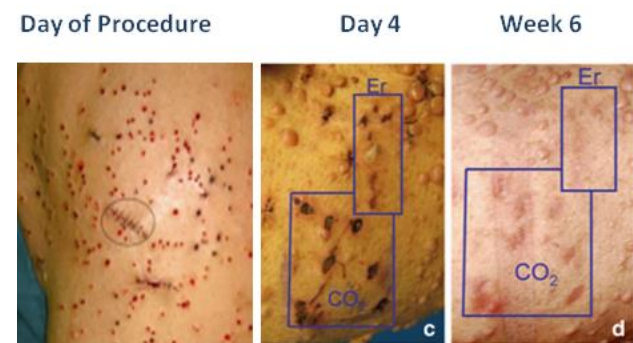 Day of Procedure
Day 4
Week 6
Er
CO₂
c
Er
CO₂
d